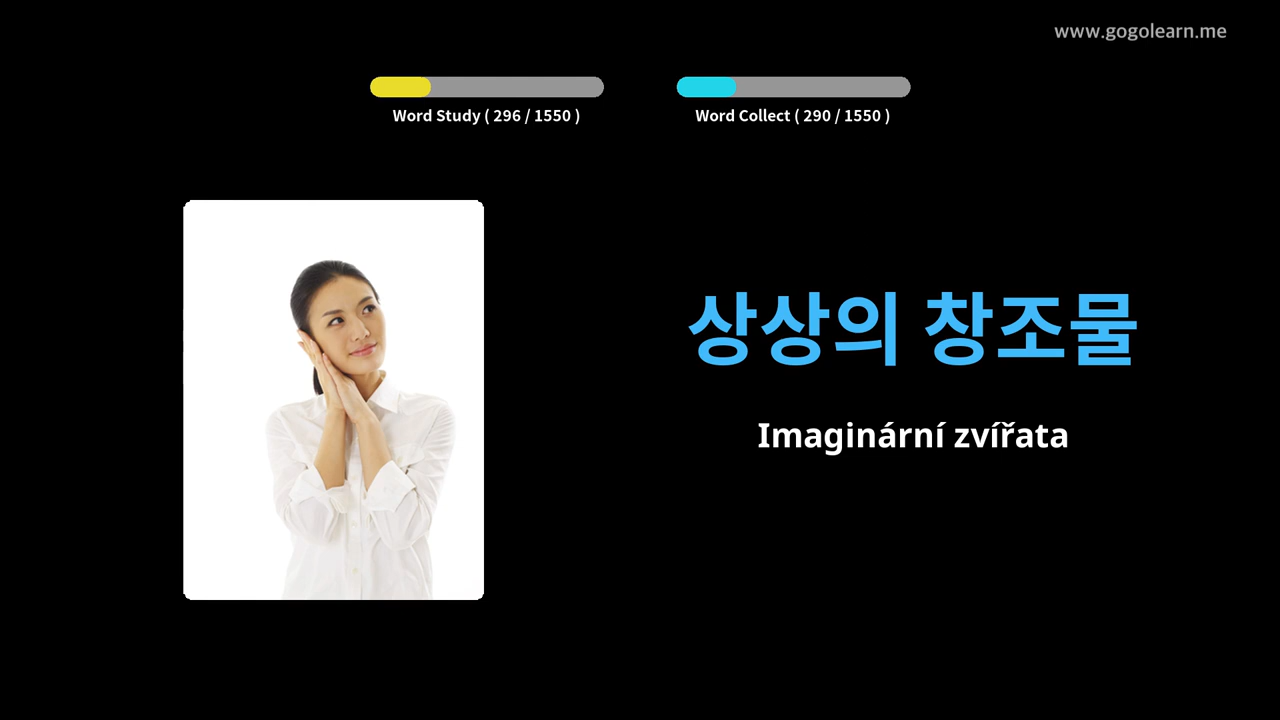 www.gogolearn.me
Word Study ( 296 / 1550 )
Word Collect ( 290 / 1550 )
상상의 창조물
Imaginární zvířata